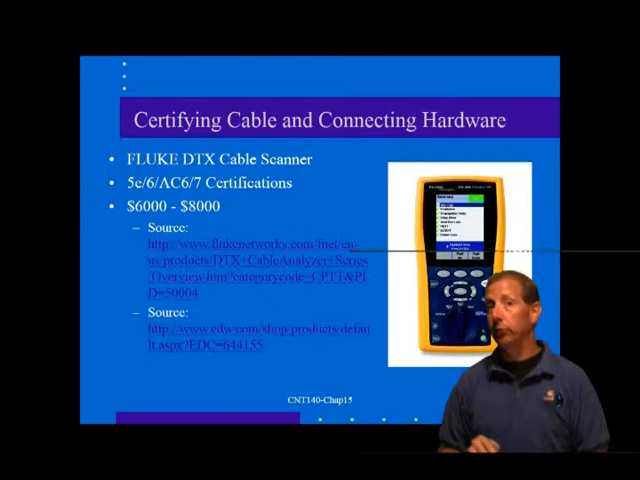 Certifying Cable and Connecting Hardware
• FLUKE DTX Cable Scanner
• 5e/6/AC6/7 Certifications
• $6000 - $8000
– Source:
http://www.flukenetworks.com/fnet/en-
us/products/DTX+CableAnalyzer+Series
/Overview.htm?categorycode=CPTT&PI
D=50004
– Source:
http://www.cdw.com/shop/products/defau
lt.aspx?EDC=644155
CNT140-Chap15